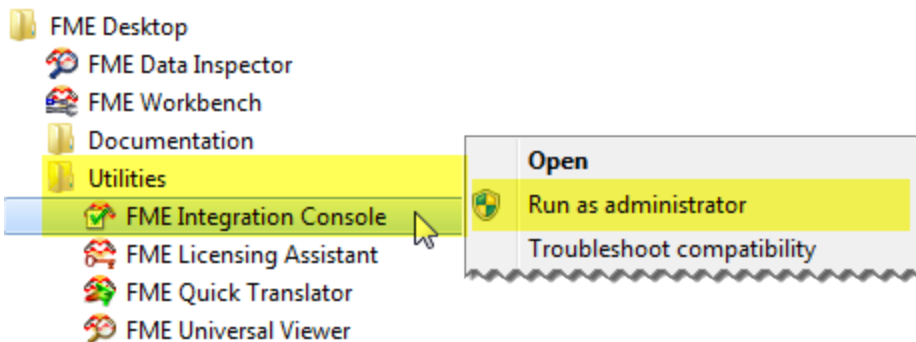 FME Desktop
FME Data Inspector
FME Workbench
Documentation
Utilities
FME Integration Console
FME Licensing Assistant
FME Quick Translator
FME Universal Viewer
Open
Run as administrator
Troubleshoot compatibility